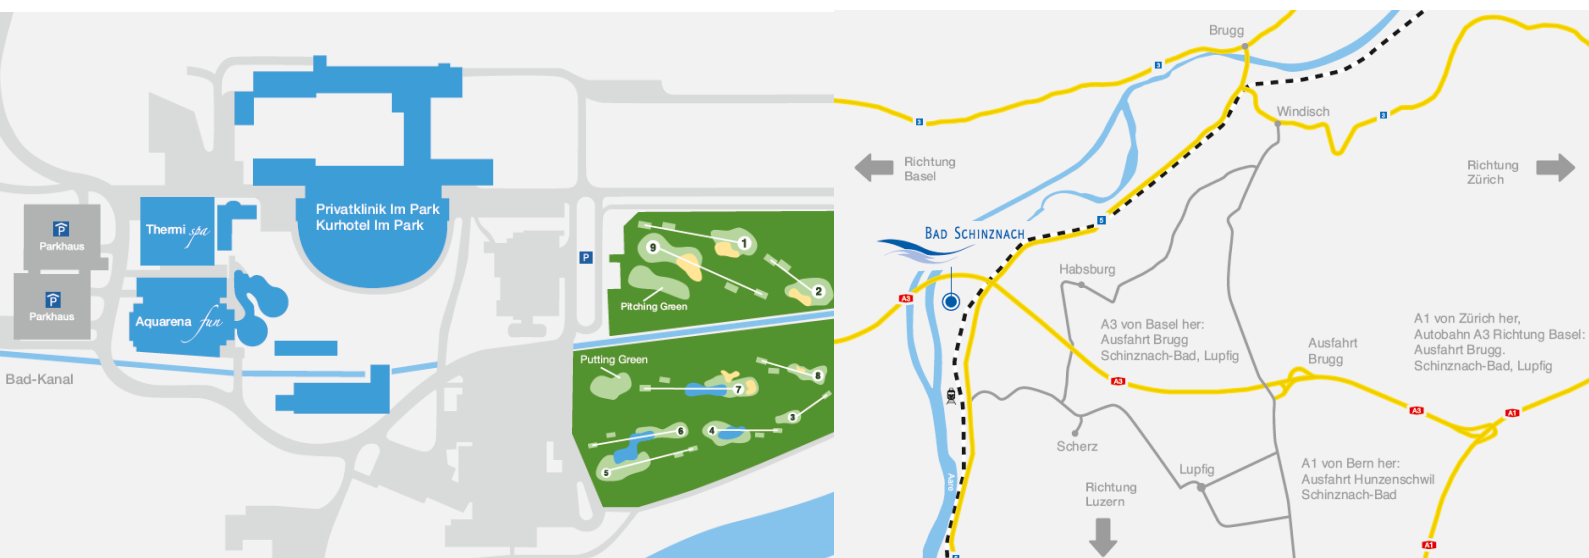 Privatklinik Im Park
Kurhotel Im Park
Thermi spa
P
Parkhaus
P
Parkhaus
Aquarena fun
Bad-Kanal
P
9
1
2
Pitching Green
Putting Green
8
7
3
6
4
5
Brugg
3
3
Windisch
3
Richtung
Basel
Richtung
Zürich
5
BAD SCHINZNACH
Habsburg
A3
A3 von Basel her:
Ausfahrt Brugg
Schinznach-Bad, Lupfig
A1 von Zürich her,
Autobahn A3 Richtung Basel:
Ausfahrt Brugg.
Schinznach-Bad, Lupfig
Ausfahrt
Brugg
A3
A3
A1
Scherz
Lupfig
A1 von Bern her:
Ausfahrt Hunzenschwil
Schinznach-Bad
Aare
Richtung
Luzern
A1